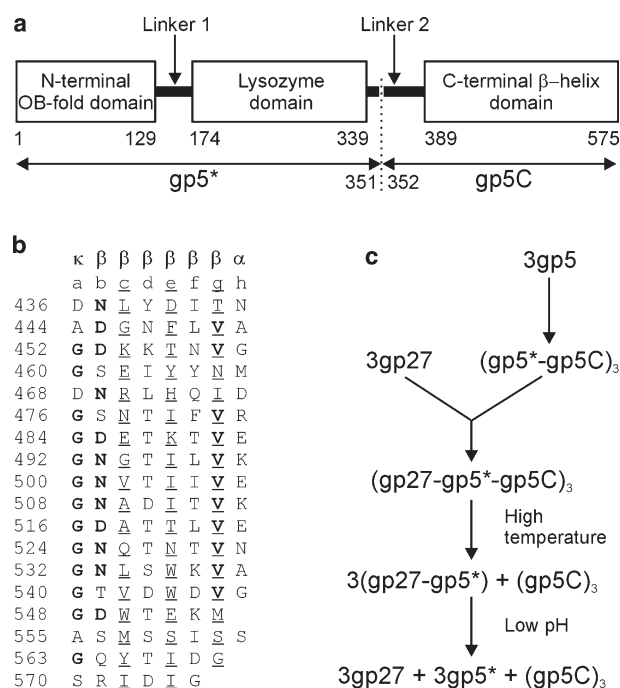 a
Linker 1 Linker 2
N-terminal OB-fold domain
Lysozyme domain
C-terminal β−helix domain
1 129 174 339 389 575
gp5* 351 352 gp5C
b
κ β β β β β β α
a b c d e f g h
436 D N L Y D I T N
444 A D G N F L V A
452 G D K K T N V G
460 G S E I Y Y N M
468 D N R L H Q I D
476 G S N T I F V R
484 G D E T K T V E
492 G N G T I L V K
500 G N V T I I V E
508 G N A D I T V K
516 G D A T T L V E
524 G N Q T N T V N
532 G N L S W K V A
540 G T V D W D V G
548 G D W T E K M
555 A S M S S I S S
563 G Q Y T I D G
570 S R I D I G
c
3gp5
3gp27 (gp5*-gp5C)3
(gp27-gp5*-gp5C)3
High
temperature
3(gp27-gp5*) + (gp5C)3
Low pH
3gp27 + 3gp5* + (gp5C)3